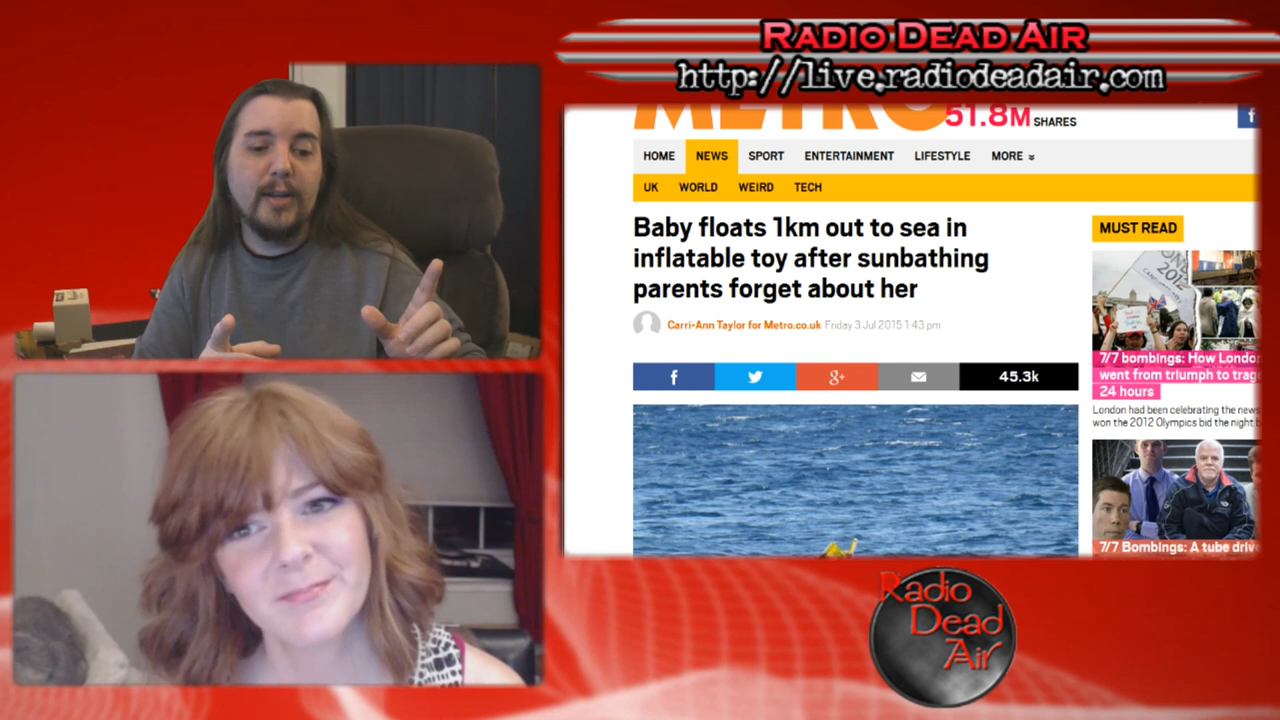 RADIO DEAD AIR
http://live.radiodeadair.com
METRO
51.8M SHARES
HOME NEWS SPORT ENTERTAINMENT LIFESTYLE MORE
UK WORLD WEIRD TECH
Baby floats 1km out to sea in
inflatable toy after sunbathing
parents forget about her
Carri-Ann Taylor for Metro.co.uk Friday 3 Jul 2015 1:43 pm
f
g+
45.3k
MUST READ
2012
7/7 bombings: How Londo
went from triumph to trag
24 hours
London had been celebrating the news
won the 2012 Olympics bid the night b
7/7 Bombings: A tube driv
Radio
Dead
Air